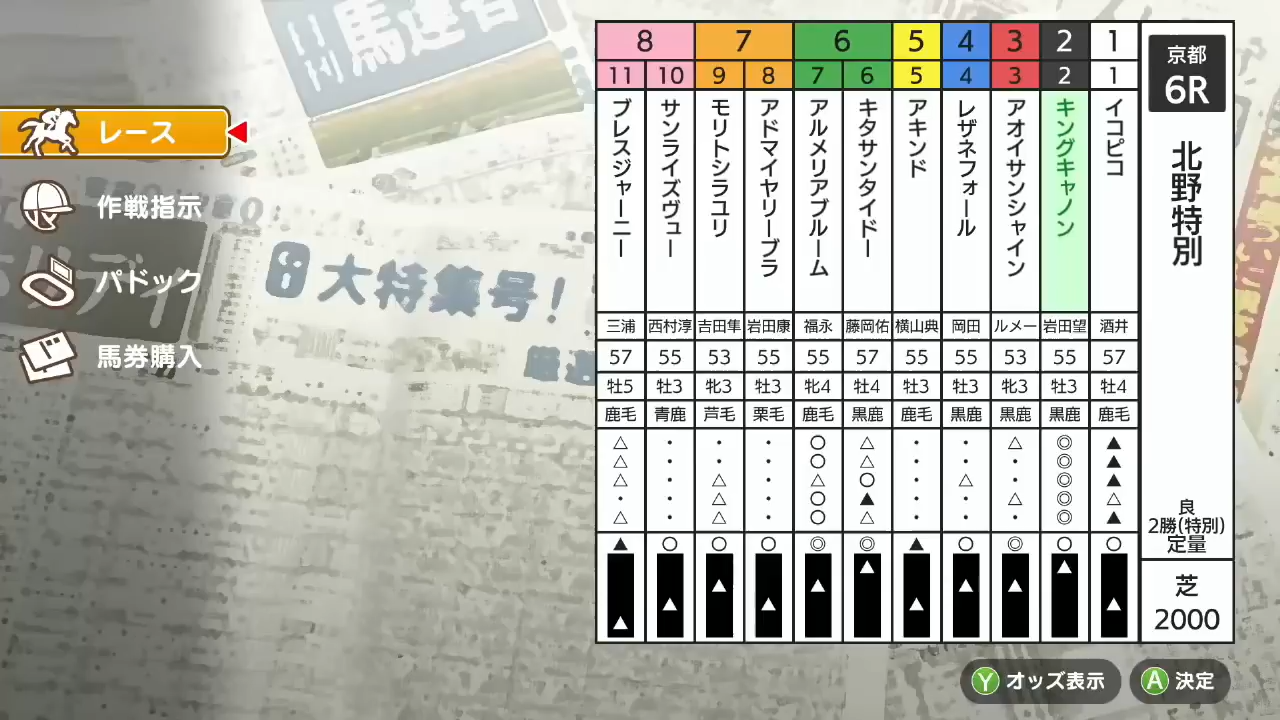 日刊馬運者
レース
作戦指示
パドック
馬券購入
大特集号!
厳選
8 7 6 5 4 3 2 1
11 10 9 8 7 6 5 4 3 2 1
ブレスジャーニー
サンライズヴュー
モリトシラユリ
アドマイヤリーブラ
アルメリアブルーム
キタサンタイドー
アキンド
レザネフォール
アオイサンシャイン
キングキャノン
イコピコ
三浦 西村淳 吉田隼 岩田康 福永 藤岡佑 横山典 岡田 ルメー 岩田望 酒井
57 55 53 55 55 57 55 55 53 55 57
牡5 牡3 牝3 牡3 牝4 牡4 牡3 牡3 牝3 牡3 牡4
鹿毛 青鹿 芦毛 栗毛 鹿毛 黒鹿 鹿毛 黒鹿 黒鹿 黒鹿 鹿毛
△ ・ ・ ・ ○ △ ・ ・ △ ◎ ▲
△ ・ ・ ・ ○ △ ・ ・ ・ ◎ ▲
△ ・ △ ・ △ ○ ・ △ ・ ◎ ▲
・ ・ △ ・ ○ ▲ ・ ・ △ ◎ △
△ ・ △ ・ ○ △ ・ ・ ・ ◎ ▲
▲ ○ ○ ○ ◎ ◎ ▲ ○ ◎ ○ ○
京都
6R
北野特別
良
2勝(特別)
定量
芝
2000
Y オッズ表示
A 決定